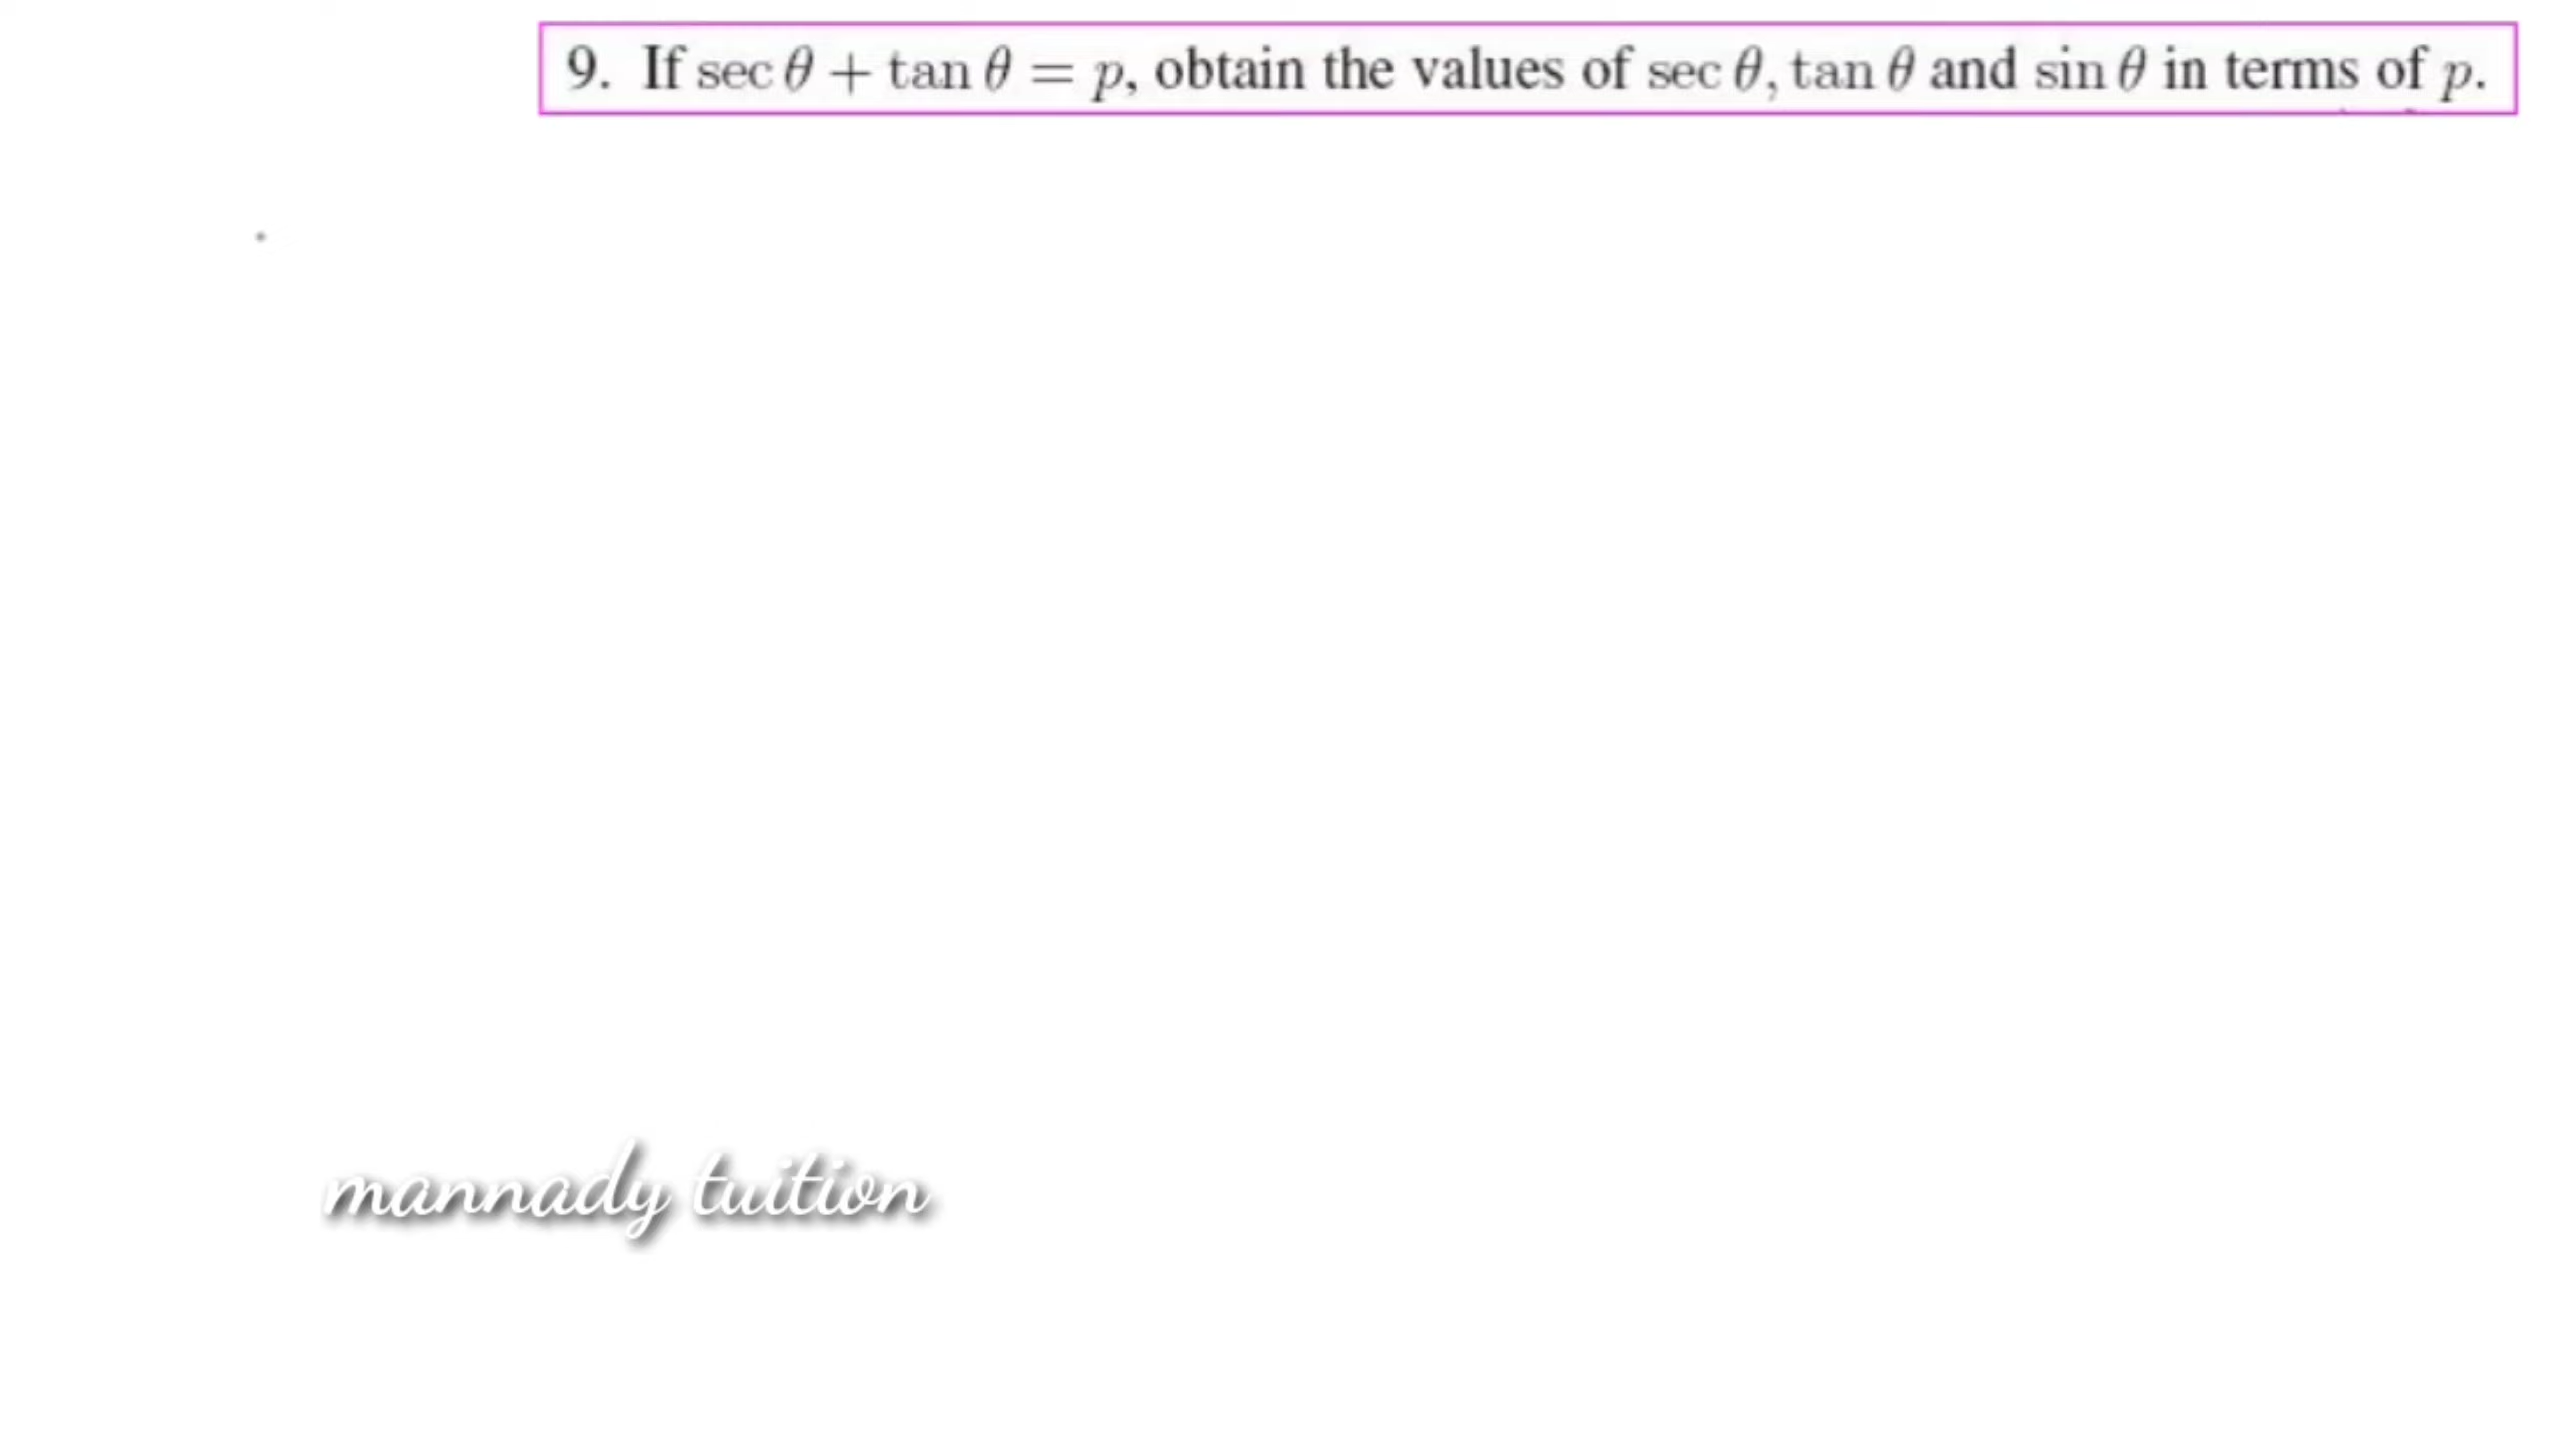 9. If sec θ + tan θ = p, obtain the values of sec θ, tan θ and sin θ in terms of p.
mannady tuition